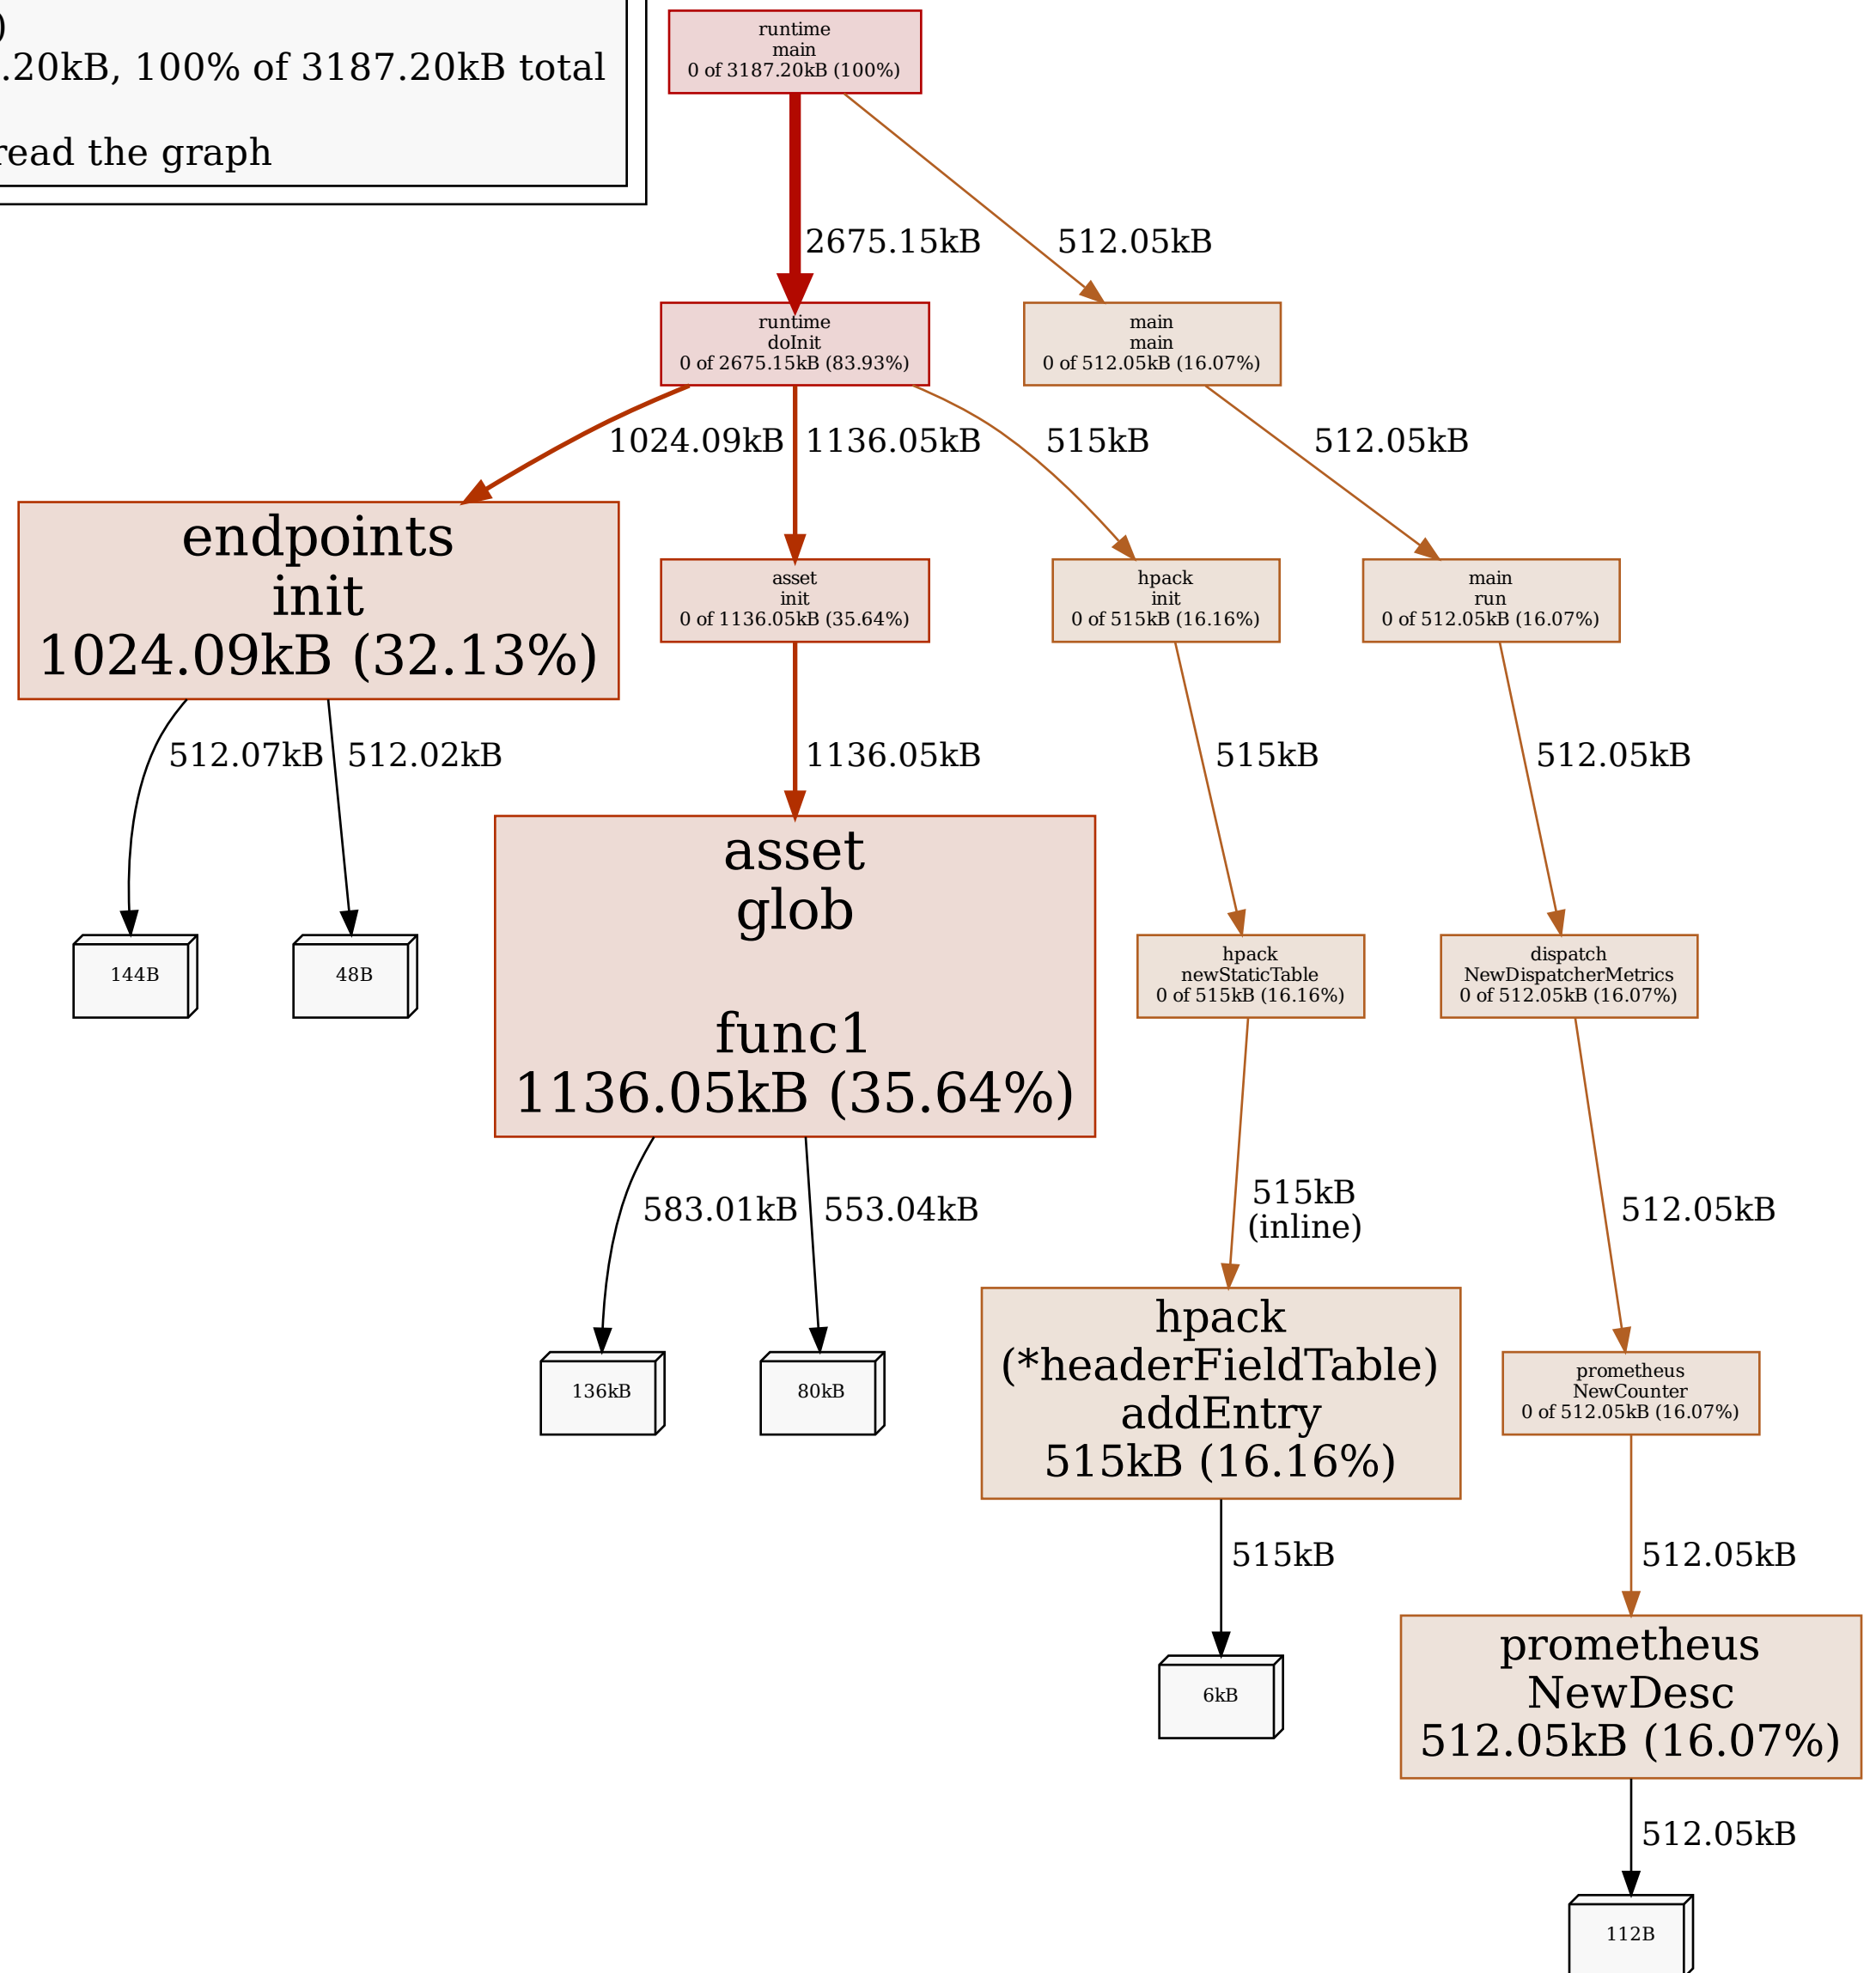 )
.20kB, 100% of 3187.20kB total
read the graph
runtime
main
0 of 3187.20kB (100%)
2675.15kB
512.05kB
runtime
doInit
0 of 2675.15kB (83.93%)
main
main
0 of 512.05kB (16.07%)
1024.09kB
1136.05kB
515kB
512.05kB
endpoints
init
1024.09kB (32.13%)
asset
init
0 of 1136.05kB (35.64%)
hpack
init
0 of 515kB (16.16%)
main
run
0 of 512.05kB (16.07%)
512.07kB
512.02kB
1136.05kB
515kB
512.05kB
144B
48B
asset
glob
func1
1136.05kB (35.64%)
hpack
newStaticTable
0 of 515kB (16.16%)
dispatch
NewDispatcherMetrics
0 of 512.05kB (16.07%)
583.01kB
553.04kB
515kB
(inline)
512.05kB
136kB
80kB
hpack
(*headerFieldTable)
addEntry
515kB (16.16%)
prometheus
NewCounter
0 of 512.05kB (16.07%)
515kB
512.05kB
6kB
prometheus
NewDesc
512.05kB (16.07%)
512.05kB
112B